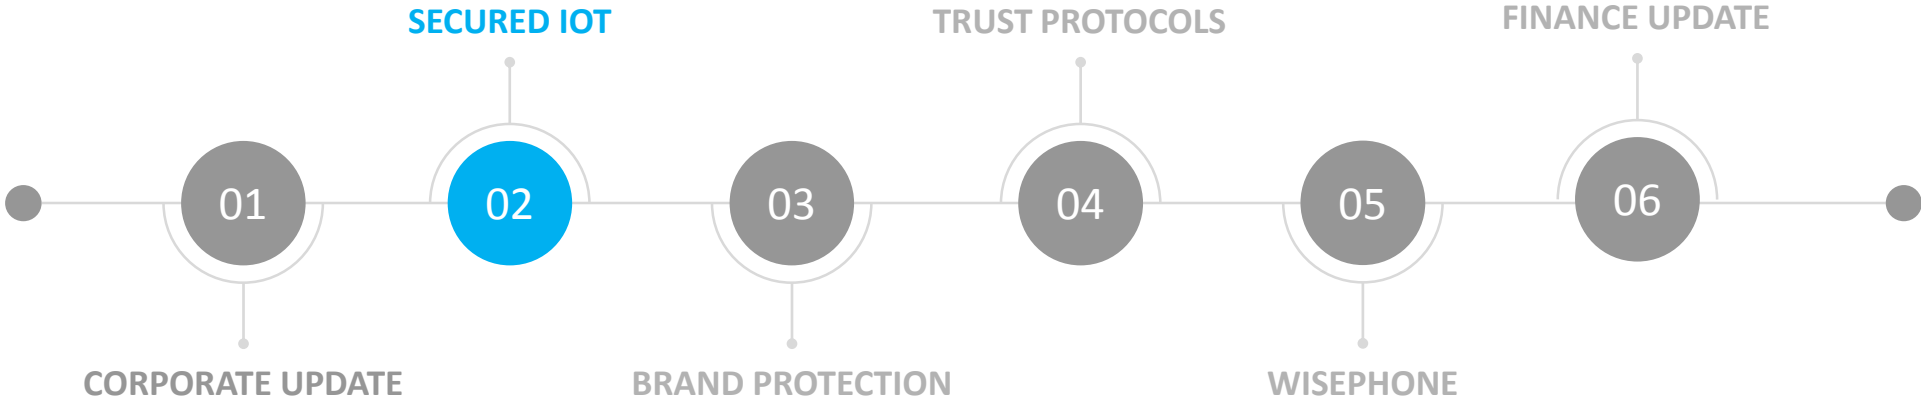 SECURED IOT
TRUST PROTOCOLS
FINANCE UPDATE
01
02
03
04
05
06
CORPORATE UPDATE
BRAND PROTECTION
WISEPHONE